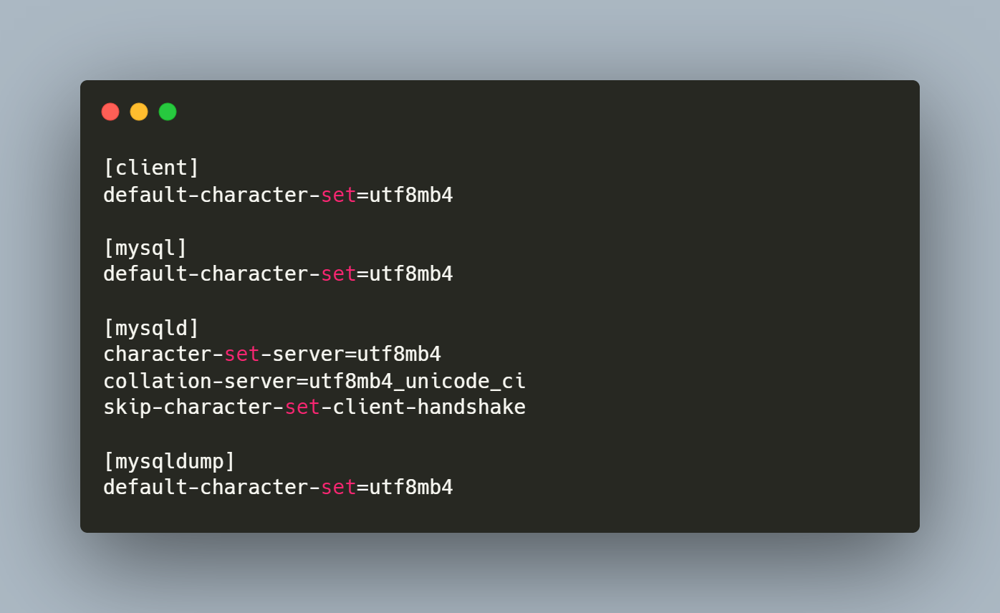 [client]
default-character-set=utf8mb4
[mysql]
default-character-set=utf8mb4
[mysqld]
character-set-server=utf8mb4
collation-server=utf8mb4_unicode_ci
skip-character-set-client-handshake
[mysqldump]
default-character-set=utf8mb4